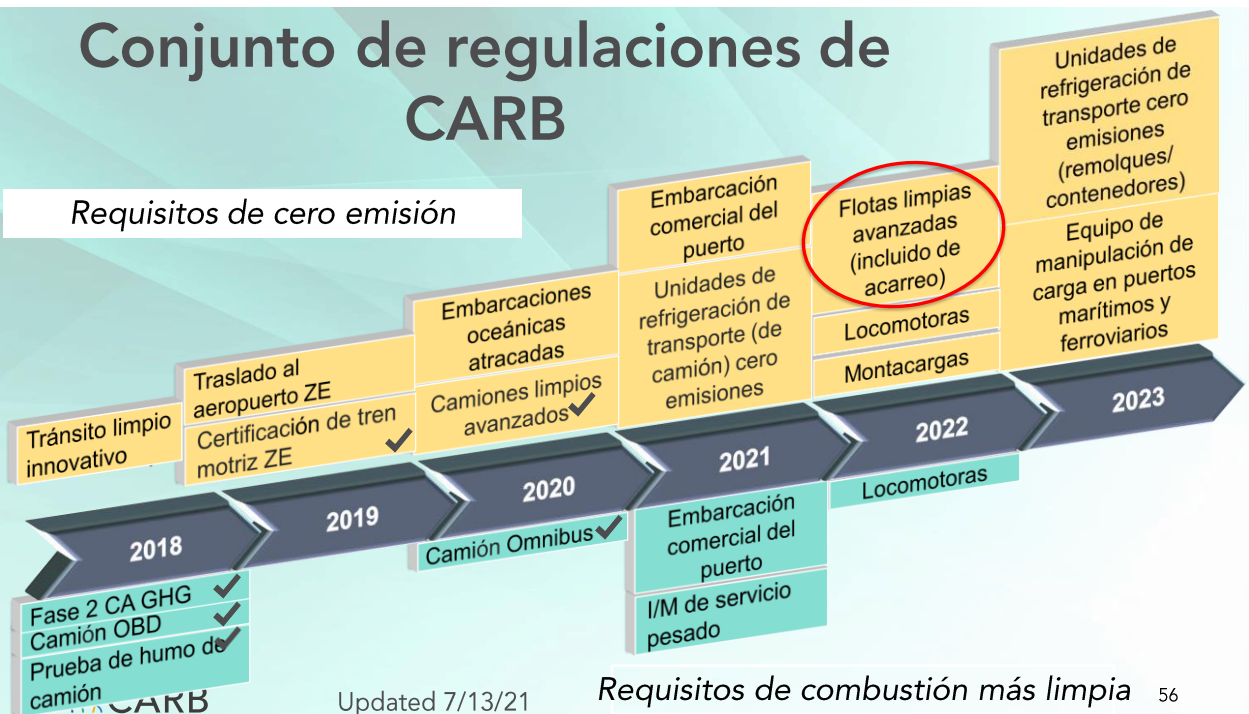 Conjunto de regulaciones de
CARB
Requisitos de cero emisión
Tránsito limpio
innovativo
Traslado al
aeropuerto ZE
Certificación de tren
motriz ZE
Embarcaciones
oceánicas
atracadas
Camiones limpios
avanzados
Embarcación
comercial del
puerto
Unidades de
refrigeración de
transporte (de
camión) cero
emisiones
Flotas limpias
avanzadas
(incluido de
acarreo)
Locomotoras
Montacargas
Unidades de
refrigeración de
transporte cero
emisiones
(remolques/
contenedores)
Equipo de
manipulación de
carga en puertos
marítimos y
ferroviarios
2018
2019
2020
2021
2022
2023
Fase 2 CA GHG
Camión OBD
Prueba de humo de
camión
Camión Omnibus
Embarcación
comercial del
puerto
I/M de servicio
pesado
Locomotoras
CARB
Updated 7/13/21
Requisitos de combustión más limpia
56